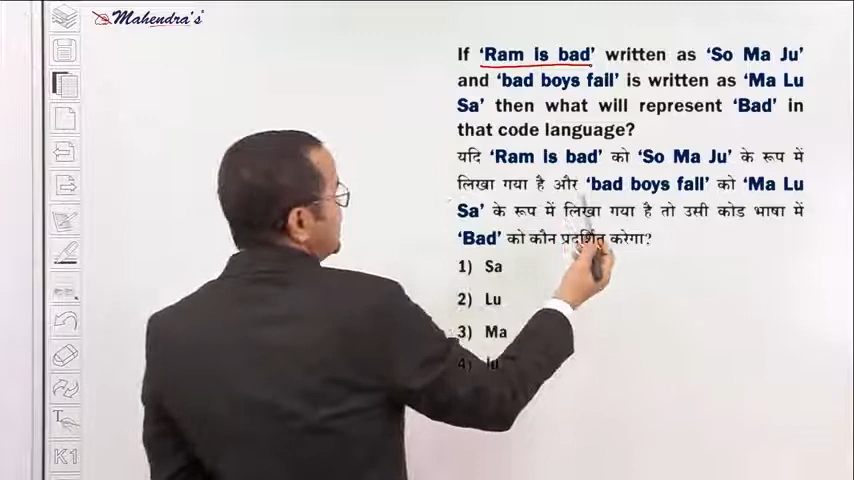 Mahendra's
If 'Ram is bad' written as 'So Ma Ju'
and 'bad boys fail' is written as 'Ma Lu
Sa' then what will represent 'Bad' in
that code language?
यदि 'Ram is bad' को 'So Ma Ju' के रूप में
लिखा गया है और 'bad boys fall' को 'Ma Lu
Sa' के रूप में लिखा गया है तो उसी कोड भाषा में
'Bad' को कौन प्रदर्शित करेगा?
1) Sa
2) Lu
3) Ma
4)
K1